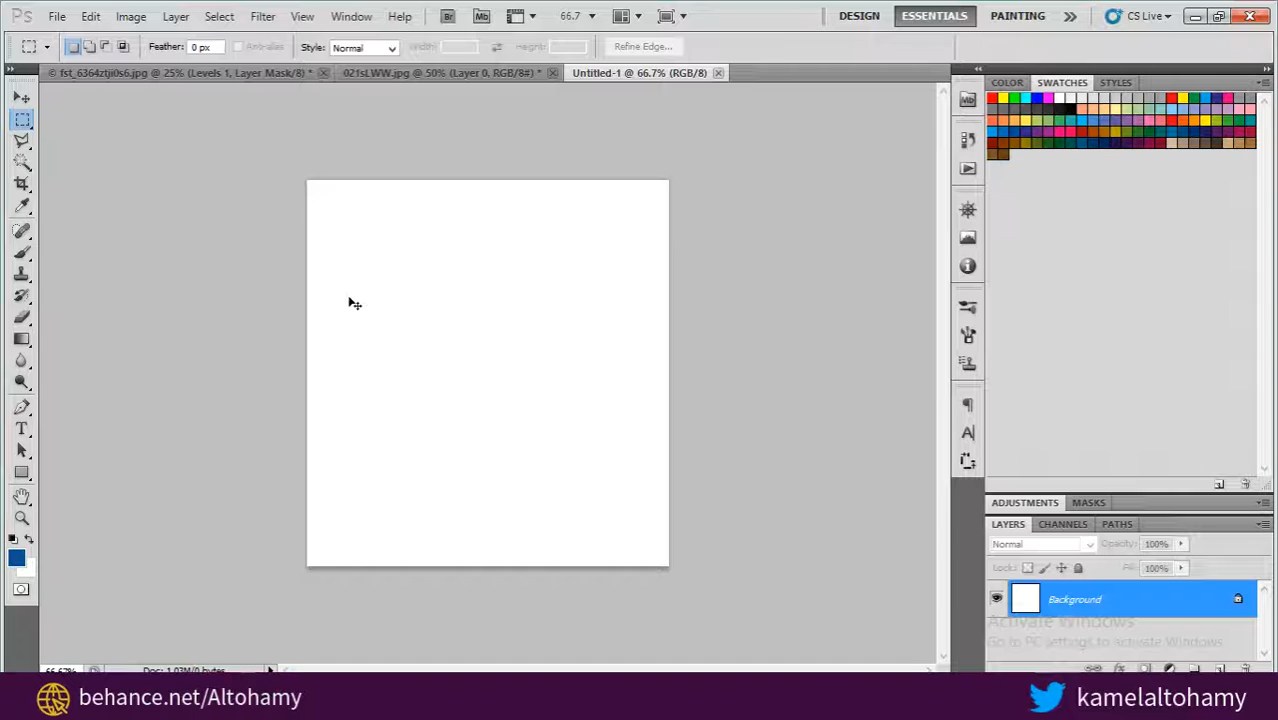 Ps File Edit Image Layer Select Filter View Window Help Br Mb 66.7 DESIGN ESSENTIALS PAINTING CS Live
Feather: 0 px Anti-alias Style: Normal Width: Height: Refine Edge...
© fst_6364ztji0s6.jpg @ 25% (Levels 1, Layer Mask/8) * 021sLWW.jpg @ 50% (Layer 0, RGB/8#) * Untitled-1 @ 66.7% (RGB/8)
COLOR SWATCHES STYLES
Mb
ADJUSTMENTS MASKS
LAYERS CHANNELS PATHS
Normal Opacity: 100%
Lock: Fill: 100%
Background
Activate Windows
Go to PC settings to activate Windows
66.67% Doc: 1.03M/0 bytes
behance.net/Altohamy kamelaltohamy